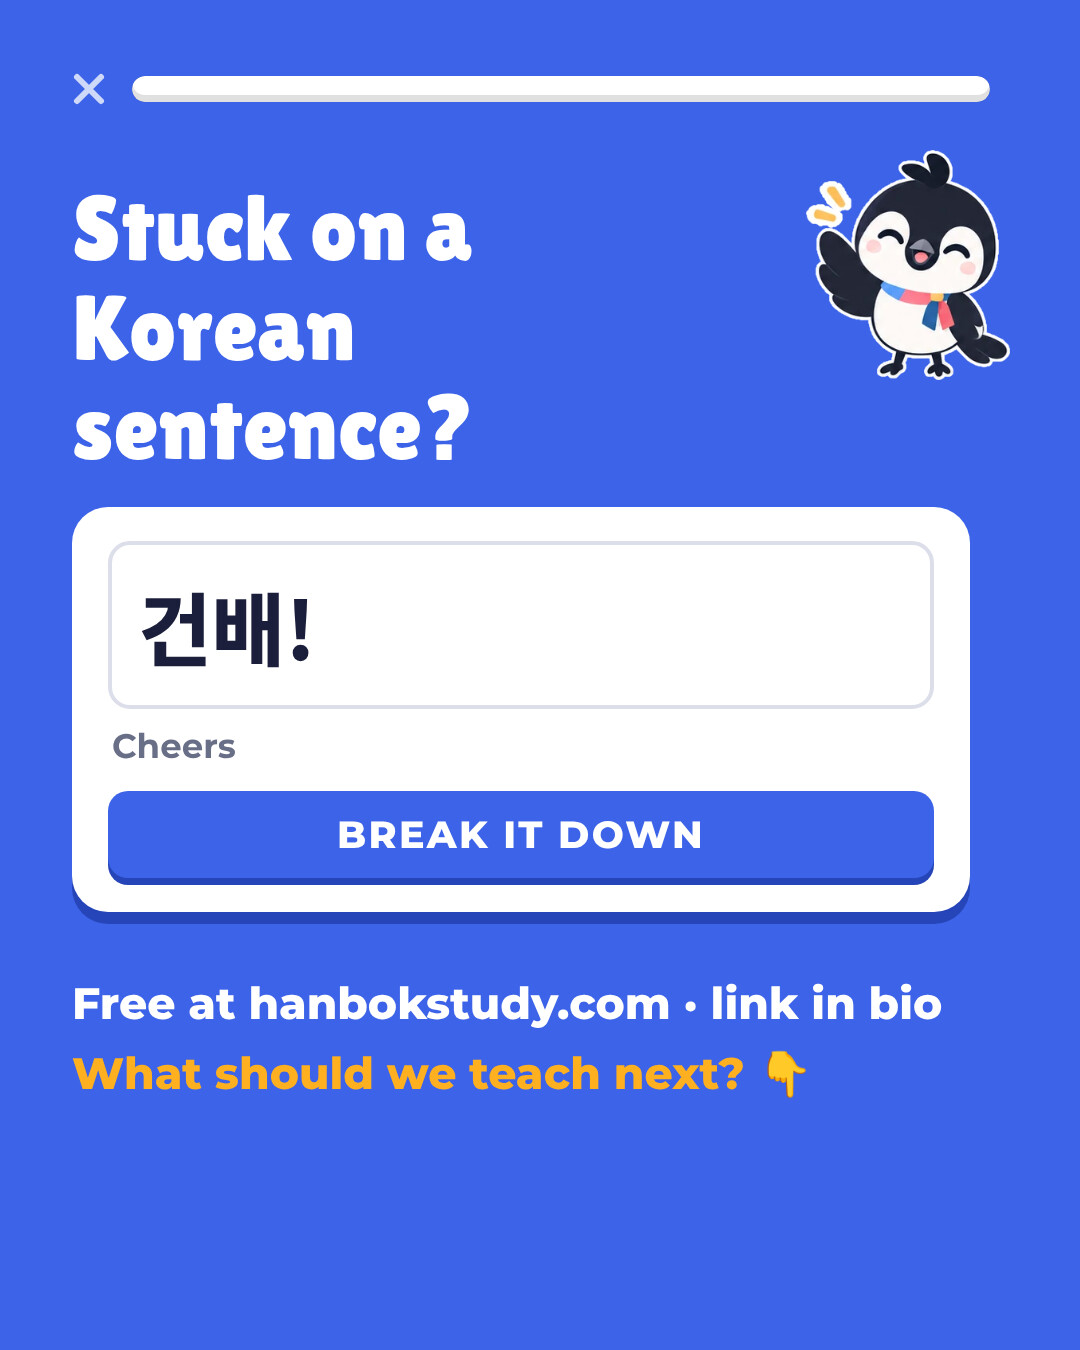 Stuck on a
Korean
sentence?
건배!
Cheers
BREAK IT DOWN
Free at hanbokstudy.com • link in bio
What should we teach next? 👇